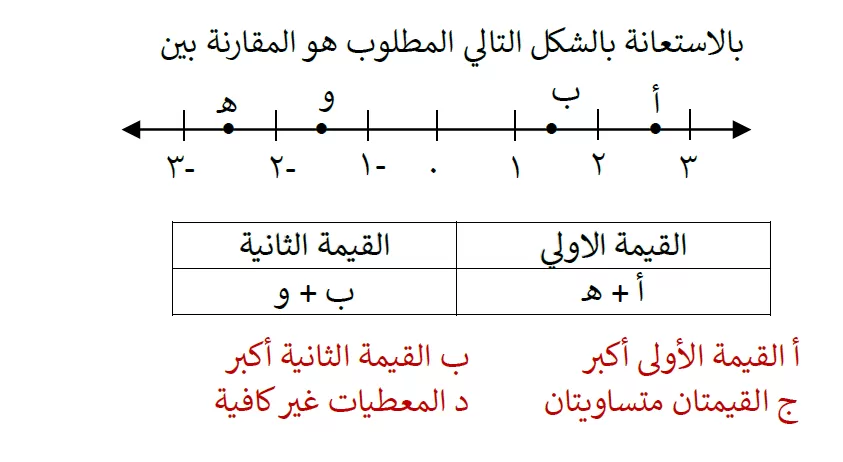 بالاستعانة بالشكل التالي المطلوب هو المقارنة بين
هـ و ب أ
-٣ -٢ -١ ٠ ١ ٢ ٣
القيمة الاولي القيمة الثانية
أ + هـ ب + و
أ القيمة الأولى أكبر ب القيمة الثانية أكبر
ج القيمتان متساويتان د المعطيات غير كافية